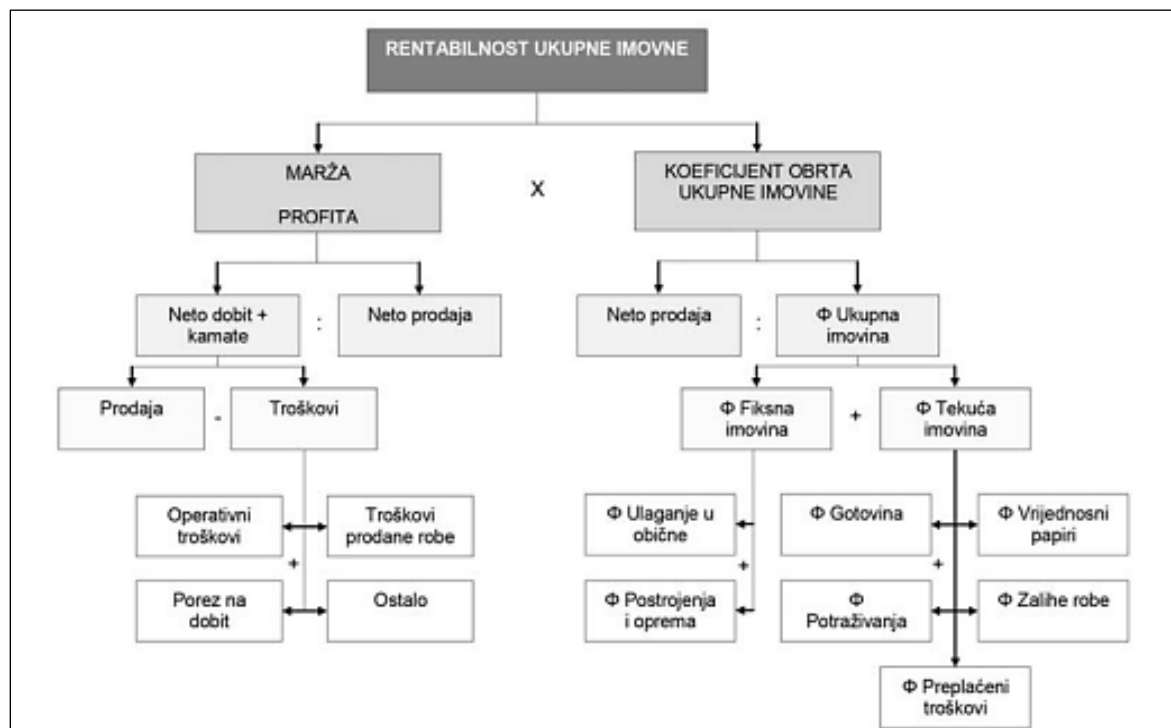 RENTABILNOST UKUPNE IMOVNE
MARŽA
PROFITA
X
KOEFICIJENT OBRTA
UKUPNE IMOVINE
Neto dobit +
kamate
:
Neto prodaja
Neto prodaja
:
Φ Ukupna
imovina
Prodaja
-
Troškovi
Φ Fiksna
imovina
+
Φ Tekuća
imovina
Operativni
troškovi
Troškovi
prodane robe
+
Porez na
dobit
Ostalo
Φ Ulaganje u
obične
+
Φ Postrojenja
i oprema
Φ Gotovina
Φ Vrijednosni
papiri
+
Φ
Potraživanja
Φ Zalihe robe
Φ Preplaćeni
troškovi